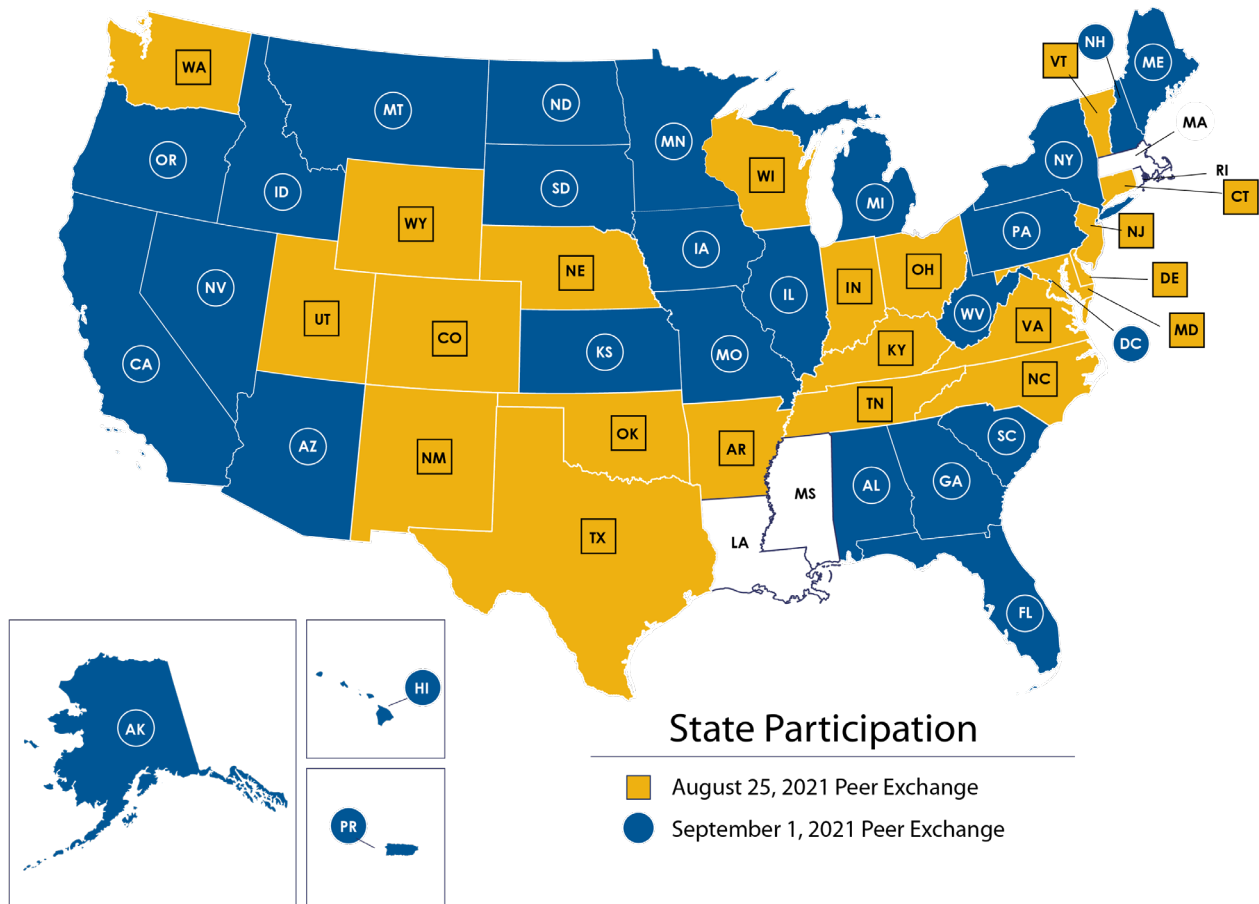 WA
MT
ND
MN
VT
NH
ME
MA
OR
ID
SD
WI
MI
NY
RI
CT
WY
NE
IA
PA
NJ
NV
UT
CO
KS
MO
IL
IN
OH
WV
VA
DE
MD
DC
CA
KY
NC
AZ
NM
OK
AR
TN
SC
TX
LA
MS
AL
GA
FL
AK
HI
PR
State Participation
August 25, 2021 Peer Exchange
September 1, 2021 Peer Exchange